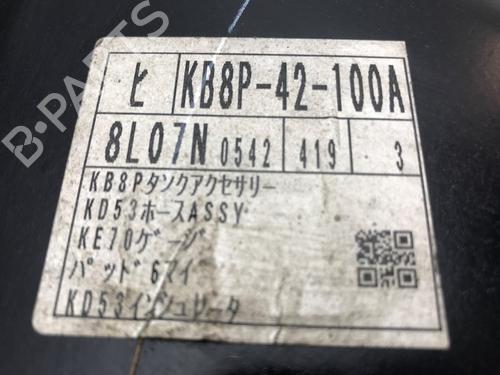 ヒ KB8P-42-100A
8L07N 0542 419 3
KB8Pタンクアクセサリー
KD53ホースASSY
KE70ゲージ
パッド6マイ
KD53インシュレータ
B-PARTS